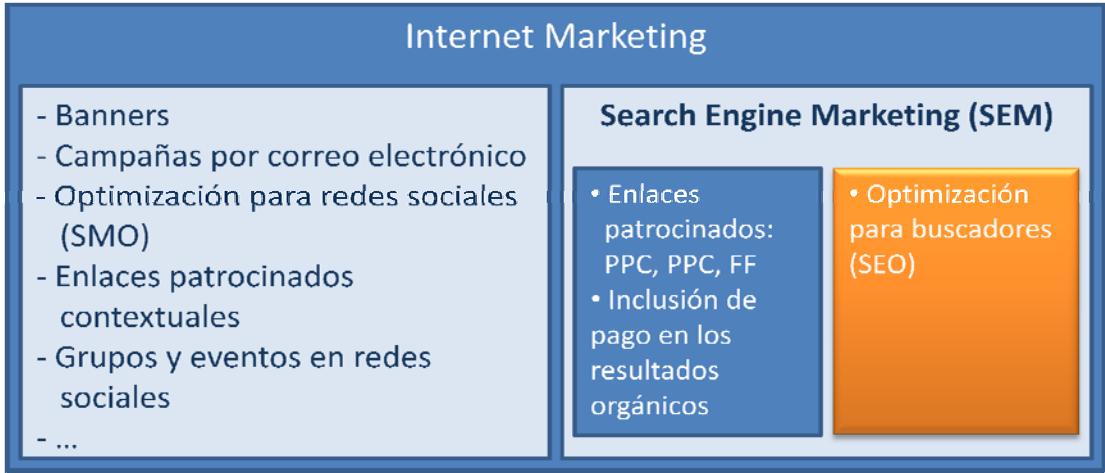 Internet Marketing
- Banners
- Campañas por correo electrónico
- Optimización para redes sociales
(SMO)
- Enlaces patrocinados
contextuales
- Grupos y eventos en redes
sociales
- ...
Search Engine Marketing (SEM)
• Enlaces
patrocinados:
PPC, PPC, FF
• Inclusión de
pago en los
resultados
orgánicos
• Optimización
para buscadores
(SEO)